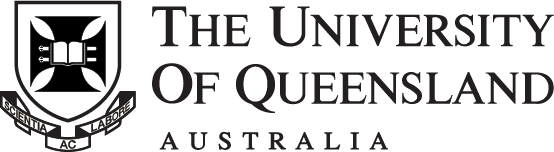 THE UNIVERSITY
OF QUEENSLAND
AUSTRALIA
SCIENTIA AC LABORE